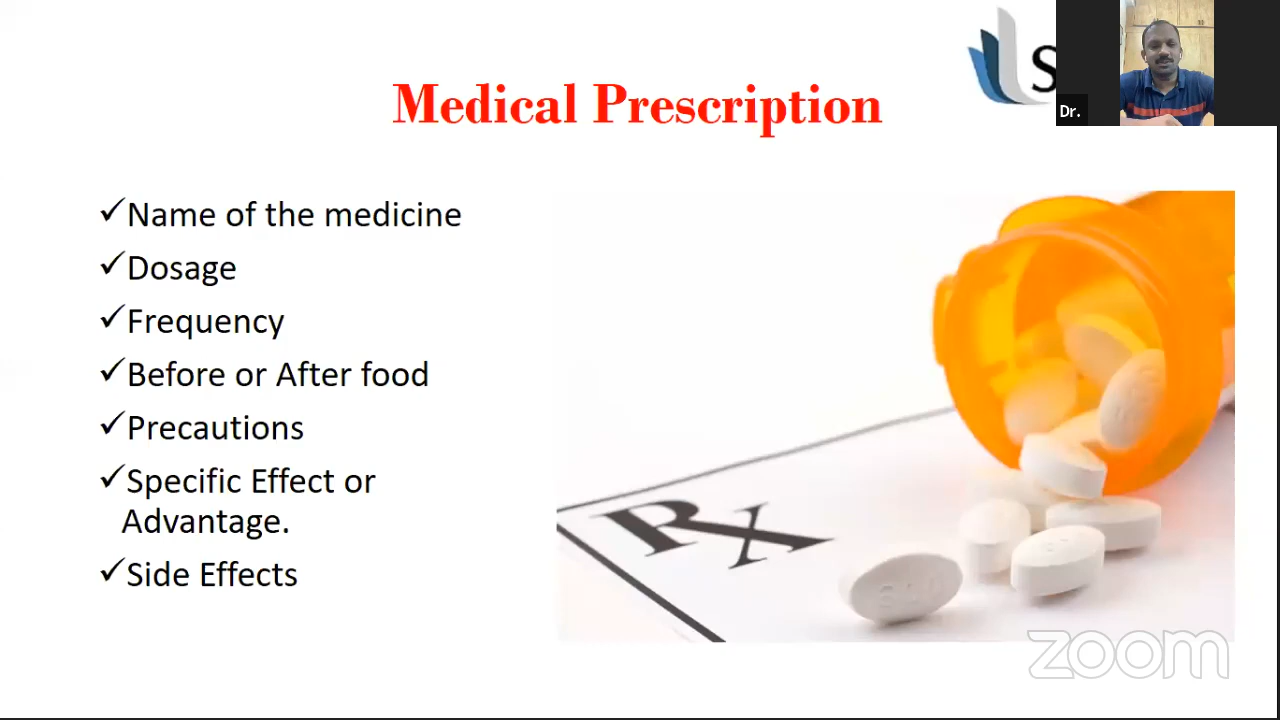 Medical Prescription
S
Dr.
✓Name of the medicine
✓Dosage
✓Frequency
✓Before or After food
✓Precautions
✓Specific Effect or
Advantage.
✓Side Effects
Rx
zoom